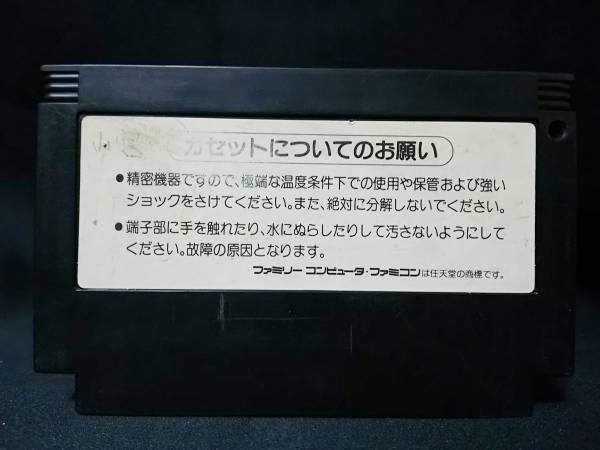 カセットについてのお願い
●精密機器ですので、極端な温度条件下での使用や保管および強い
ショックをさけてください。また、絶対に分解しないでください。
●端子部に手を触れたり、水にぬらしたりして汚さないようにして
ください。故障の原因となります。
ファミリーコンピュータ・ファミコンは任天堂の商標です。